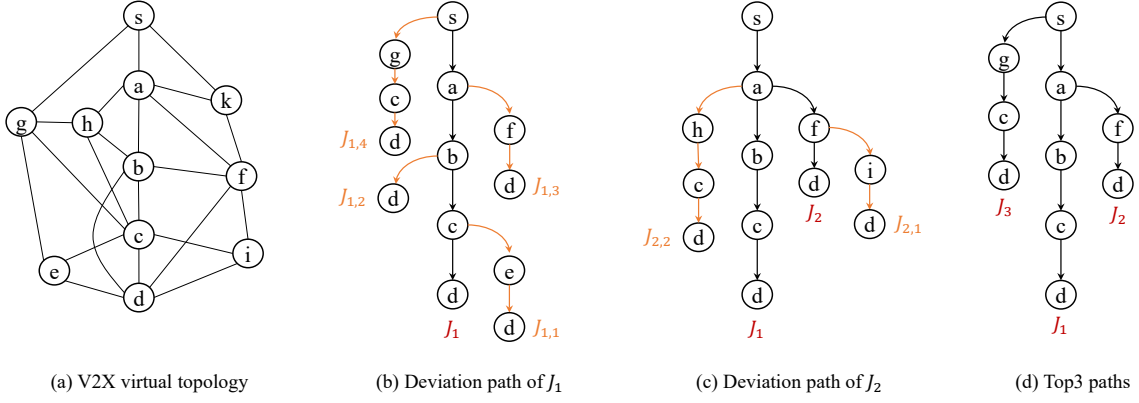 s
a
k
g
h
b
f
c
i
e
d
(a) V2X virtual topology
s
g
a
c
f
J1,4
d
b
J1,2
d
d
J1,3
c
e
d
J1
d
J1,1
(b) Deviation path of J1
s
a
h
b
f
c
c
d
i
J2
J2,2
d
d
J2,1
d
J1
(c) Deviation path of J2
s
g
a
c
f
b
d
d
J3
J2
c
d
J1
(d) Top3 paths